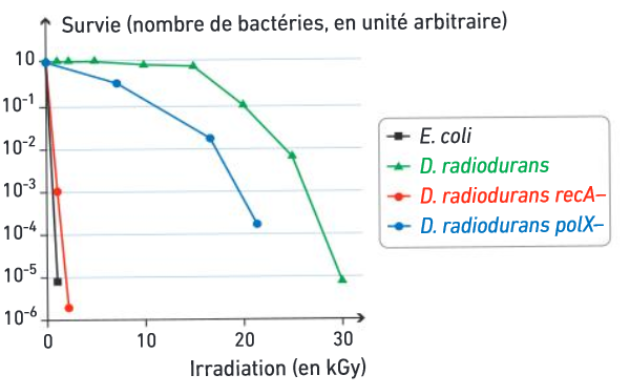 Survie (nombre de bactéries, en unité arbitraire)
10
10⁻¹
10⁻²
10⁻³
10⁻⁴
10⁻⁵
10⁻⁶
0 10 20 30
Irradiation (en kGy)
E. coli
D. radiodurans
D. radiodurans recA–
D. radiodurans polX–